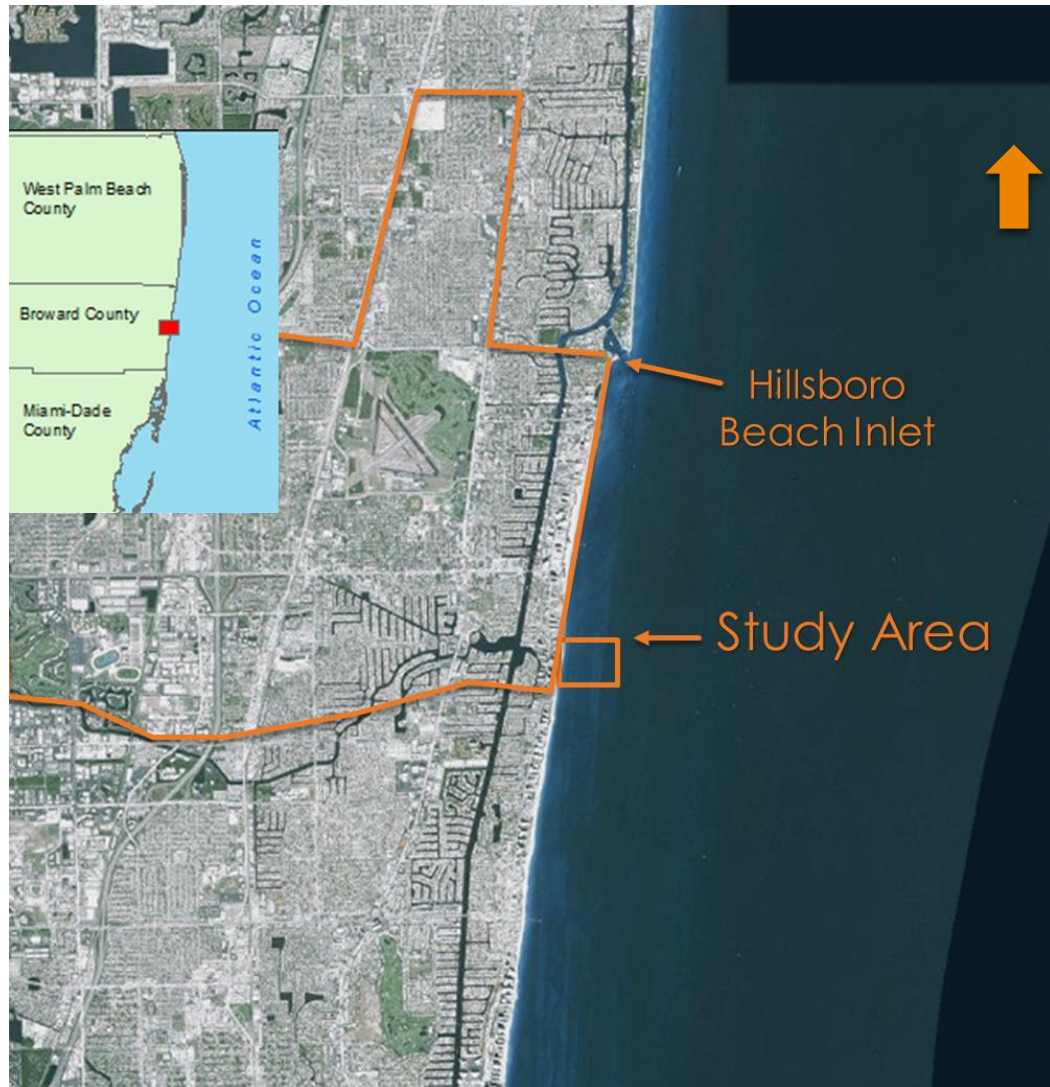 West Palm Beach
County
Broward County
Miami-Dade
County
Atlantic Ocean
Hillsboro
Beach Inlet
Study Area